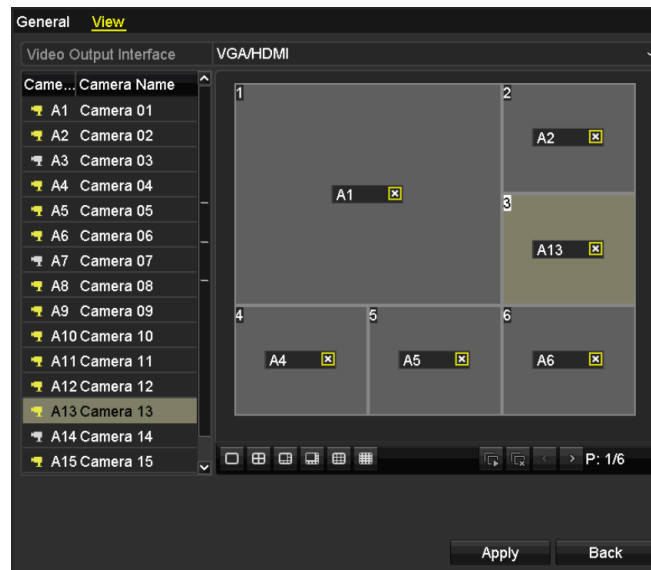 General View
Video Output Interface VGA/HDMI
Came... Camera Name
A1 Camera 01
A2 Camera 02
A3 Camera 03
A4 Camera 04
A5 Camera 05
A6 Camera 06
A7 Camera 07
A8 Camera 08
A9 Camera 09
A10 Camera 10
A11 Camera 11
A12 Camera 12
A13 Camera 13
A14 Camera 14
A15 Camera 15
1
A1
2
A2
3
A13
4
A4
5
A5
6
A6
P: 1/6
Apply Back